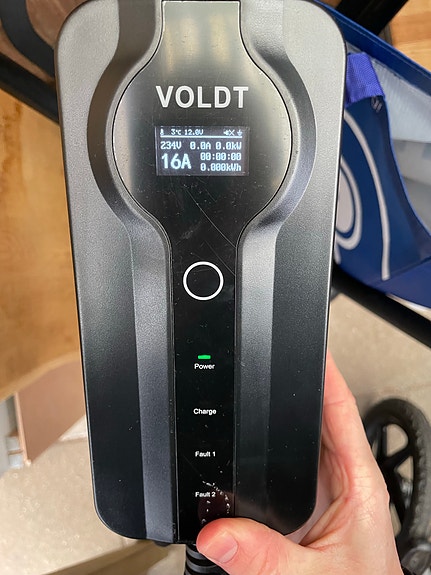 VOLDT
3℃ 12.0V
234V 0.0A 0.0kW
16A 00:00:00
0.000kWh
Power
Charge
Fault 1
Fault 2